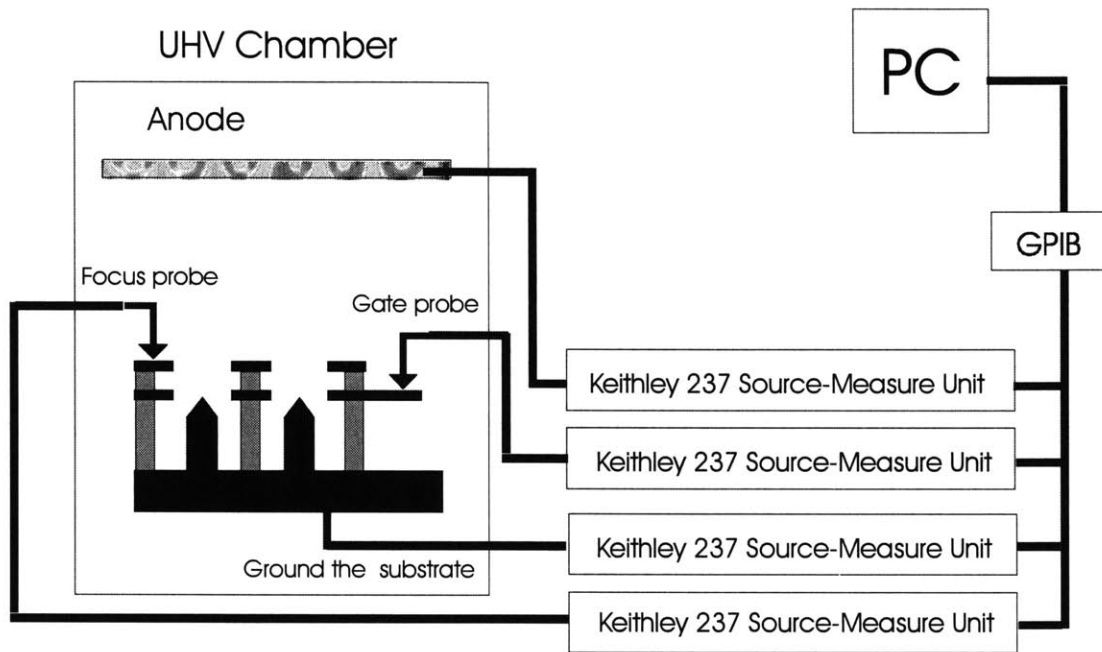 UHV Chamber
PC
Anode
GPIB
Focus probe
Gate probe
Keithley 237 Source-Measure Unit
Keithley 237 Source-Measure Unit
Keithley 237 Source-Measure Unit
Ground the substrate
Keithley 237 Source-Measure Unit